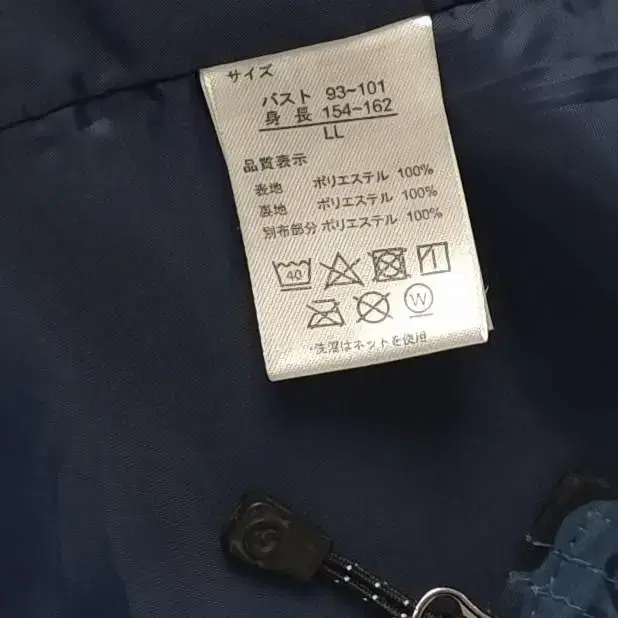 サイズ
バスト 93~101
身長 154~162
LL
品質表示
表地 ポリエステル 100%
裏地 ポリエステル 100%
別布部分 ポリエステル 100%
40
W
・洗濯はネットを使用